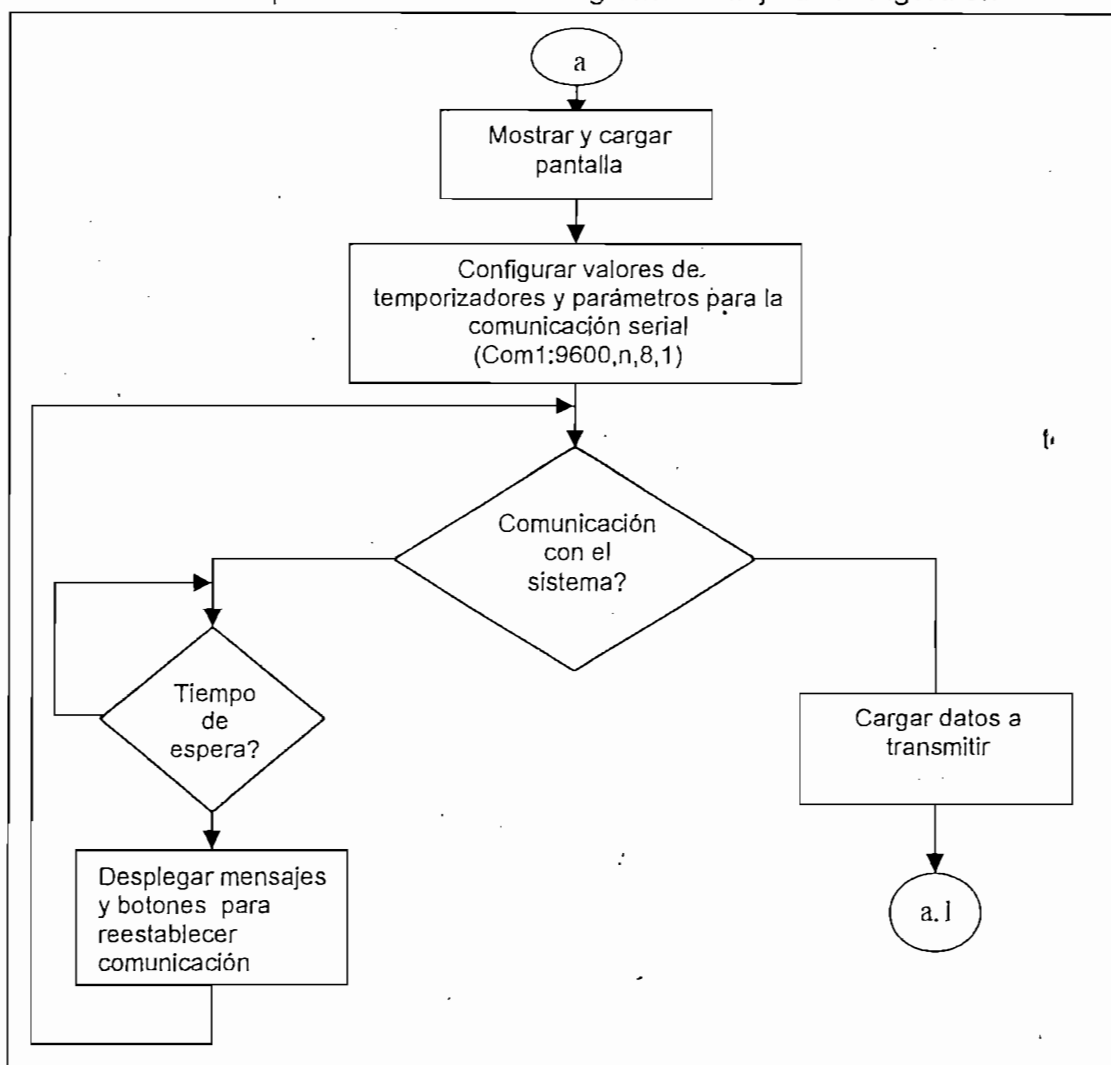 a
Mostrar y cargar
pantalla
Configurar valores de
temporizadores y parámetros para la
comunicación serial
(Com1:9600,n,8,1)
Comunicación
con el
sistema?
Tiempo
de
espera?
Cargar datos a
transmitir
Desplegar mensajes
y botones para
reestablecer
comunicación
a.1